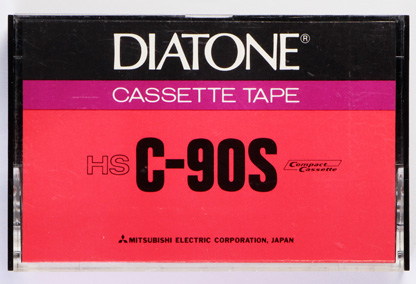 DIATONE®
CASSETTE TAPE
HS C-90S Compact Cassette
MITSUBISHI ELECTRIC CORPORATION, JAPAN